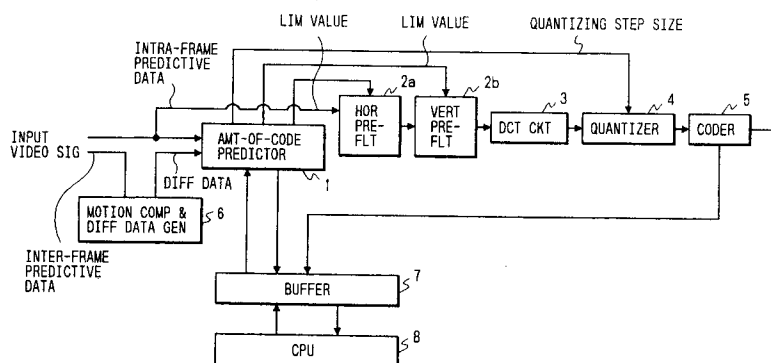 LIM VALUE
LIM VALUE
QUANTIZING STEP SIZE
INTRA-FRAME
PREDICTIVE
DATA
2a
2b
3
4
5
HOR
PRE-
FLT
VERT
PRE-
FLT
DCT CKT
QUANTIZER
CODER
INPUT
VIDEO SIG
AMT-OF-CODE
PREDICTOR
1
DIFF DATA
MOTION COMP &
DIFF DATA GEN
6
INTER-FRAME
PREDICTIVE
DATA
7
BUFFER
8
CPU